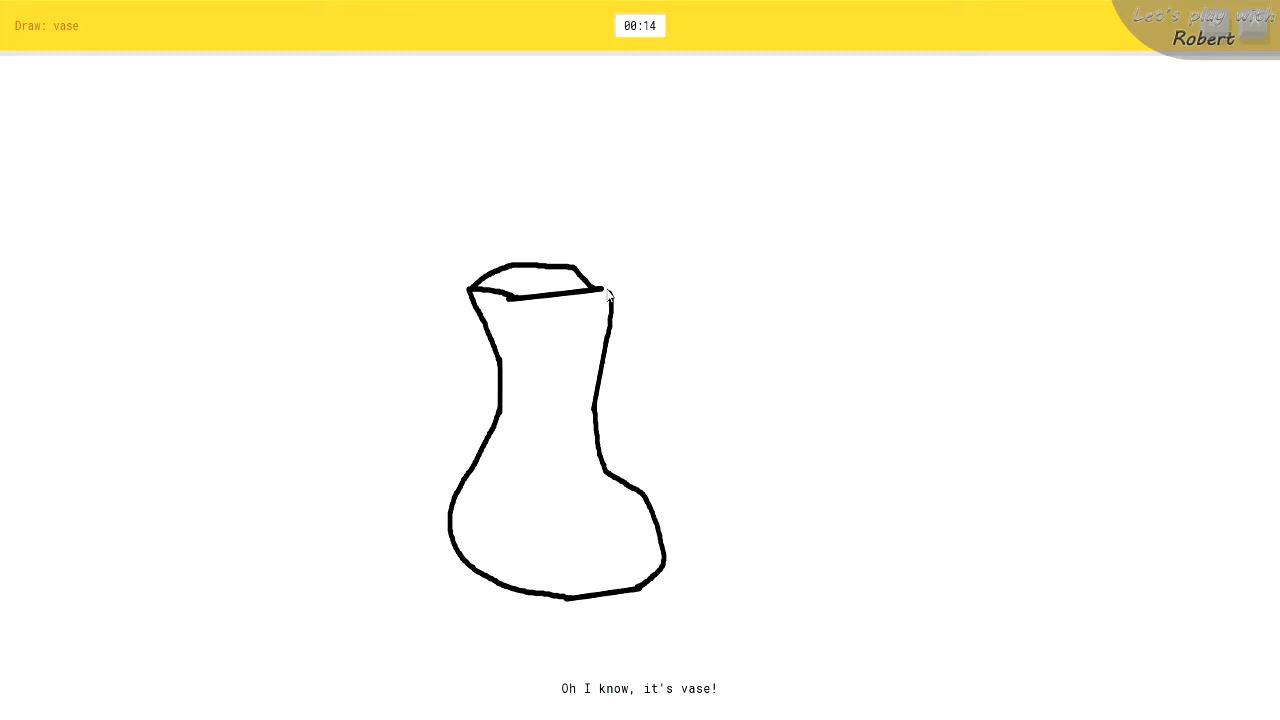 Draw: vase
00:14
Let's play with
Robert
Oh I know, it's vase!